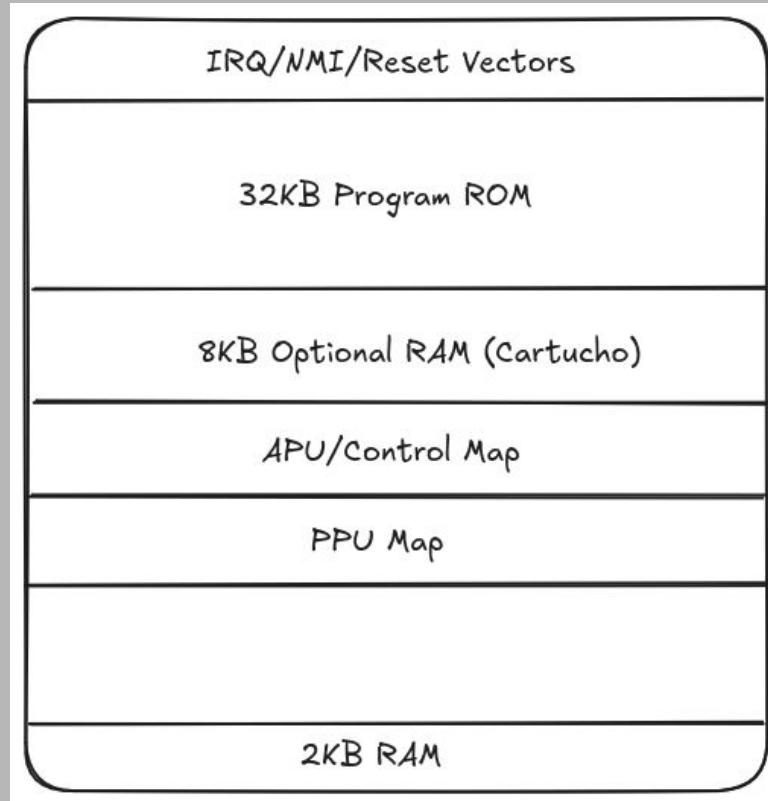 IRQ/NMI/Reset Vectors
32KB Program ROM
8KB Optional RAM (Cartucho)
APU/Control Map
PPU Map
2KB RAM